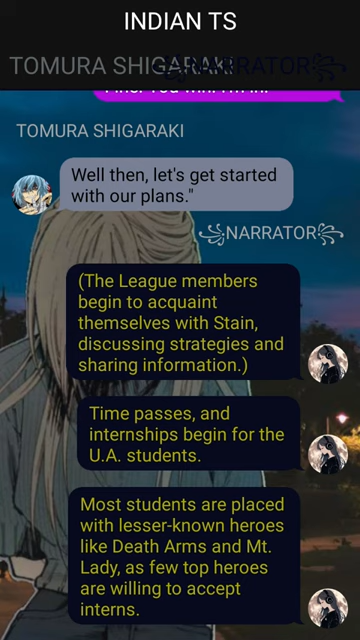 INDIAN TS
TOMURA SHIGARAKI
꧁NARRATOR꧂
TOMURA SHIGARAKI
Well then, let's get started
with our plans."
꧁NARRATOR꧂
(The League members
begin to acquaint
themselves with Stain,
discussing strategies and
sharing information.)
Time passes, and
internships begin for the
U.A. students.
Most students are placed
with lesser-known heroes
like Death Arms and Mt.
Lady, as few top heroes
are willing to accept
interns.